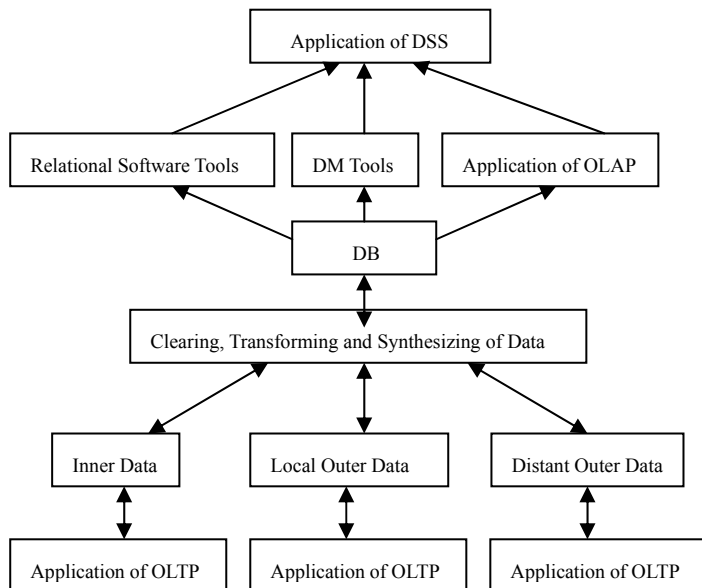 Application of DSS
Relational Software Tools
DM Tools
Application of OLAP
DB
Clearing, Transforming and Synthesizing of Data
Inner Data
Local Outer Data
Distant Outer Data
Application of OLTP
Application of OLTP
Application of OLTP